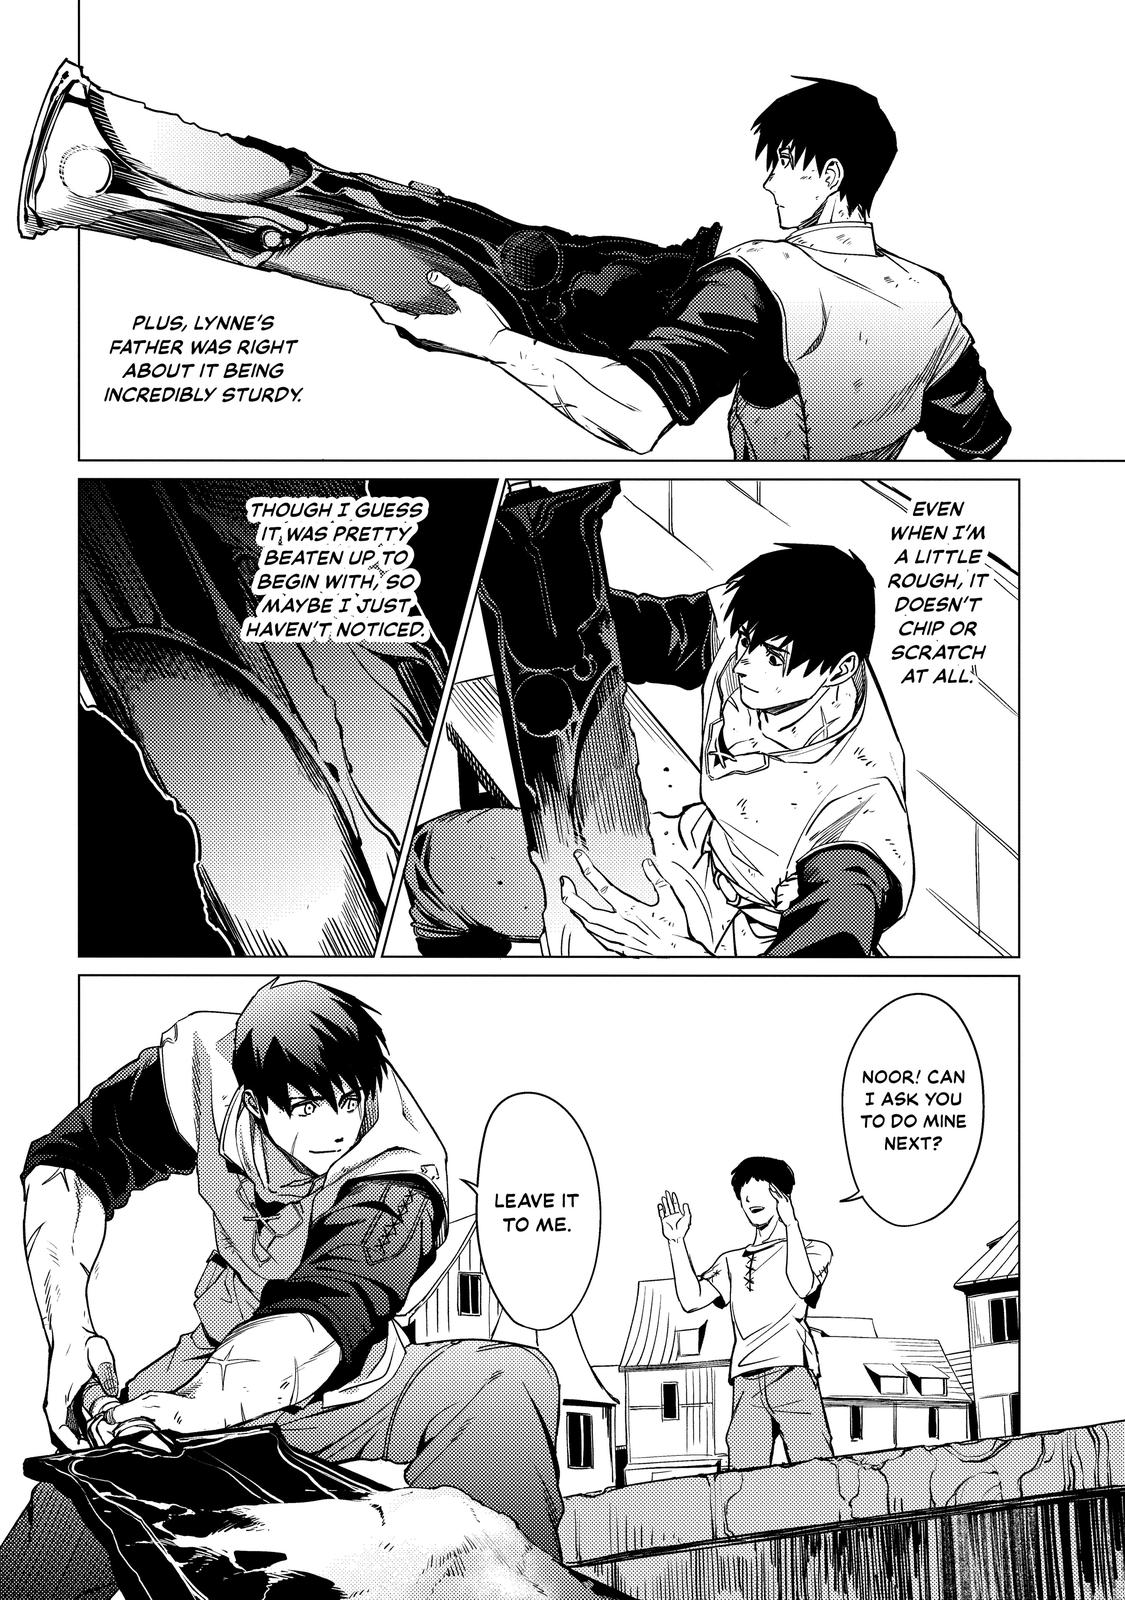 PLUS, LYNNE'S
FATHER WAS RIGHT
ABOUT IT BEING
INCREDIBLY STURDY.
THOUGH I GUESS
IT WAS PRETTY
BEATEN UP TO
BEGIN WITH, SO
MAYBE I JUST
HAVEN'T NOTICED.
EVEN
WHEN I'M
A LITTLE
ROUGH, IT
DOESN'T
CHIP OR
SCRATCH
AT ALL.
NOOR! CAN
I ASK YOU
TO DO MINE
NEXT?
LEAVE IT
TO ME.